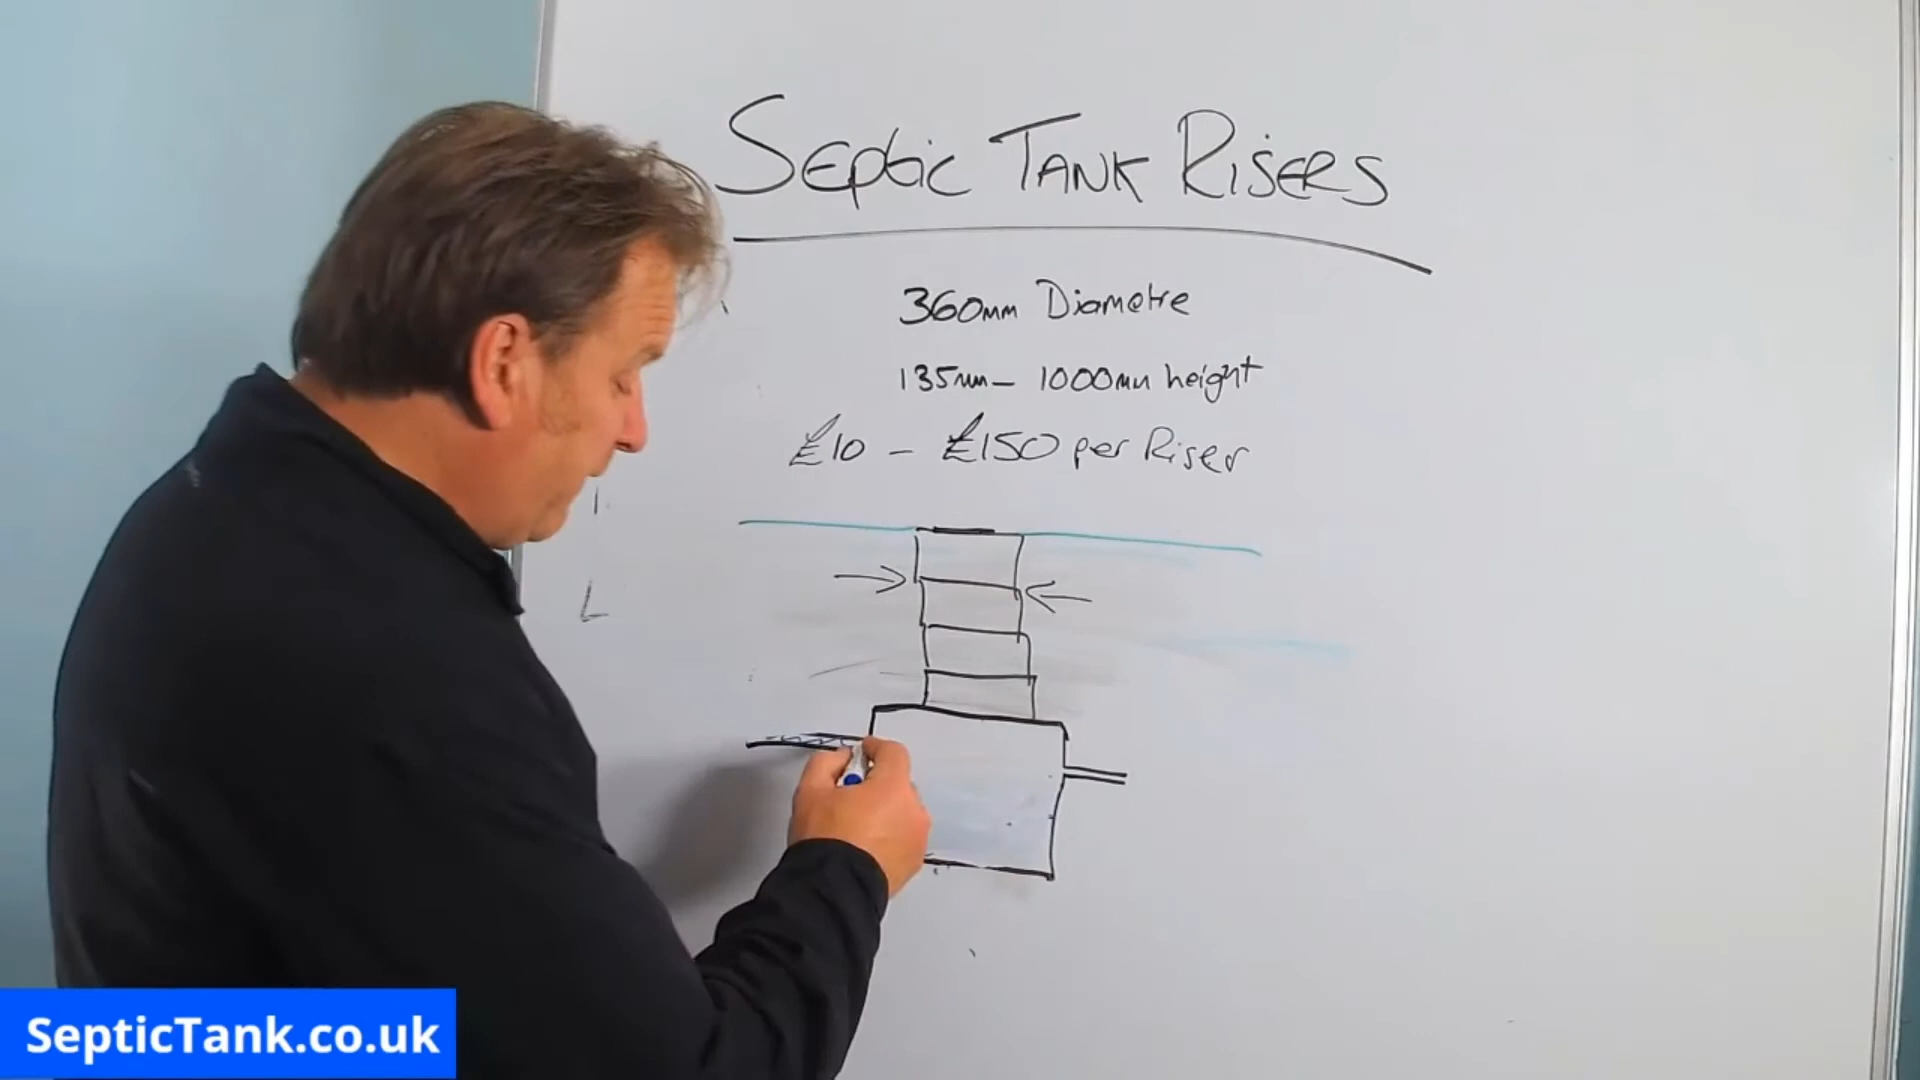 SEPtic TANK RiSERS
360mm Diametre
135mm - 1000mm height
£10 - £150 per Riser
SepticTank.co.uk